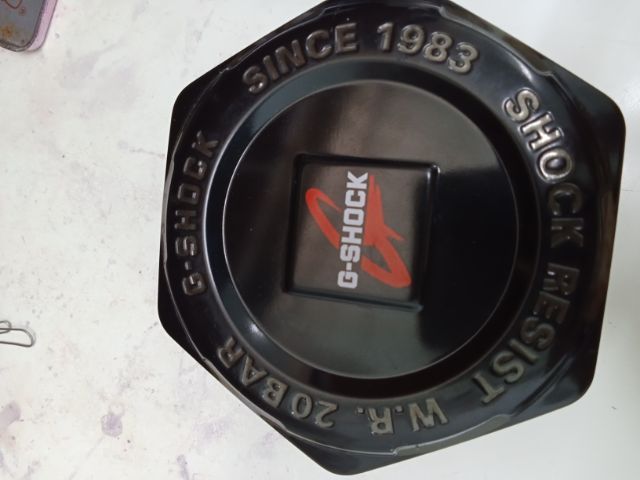 G-SHOCK
SINCE 1983
SHOCK RESIST
W.R. 20BAR
G-SHOCK